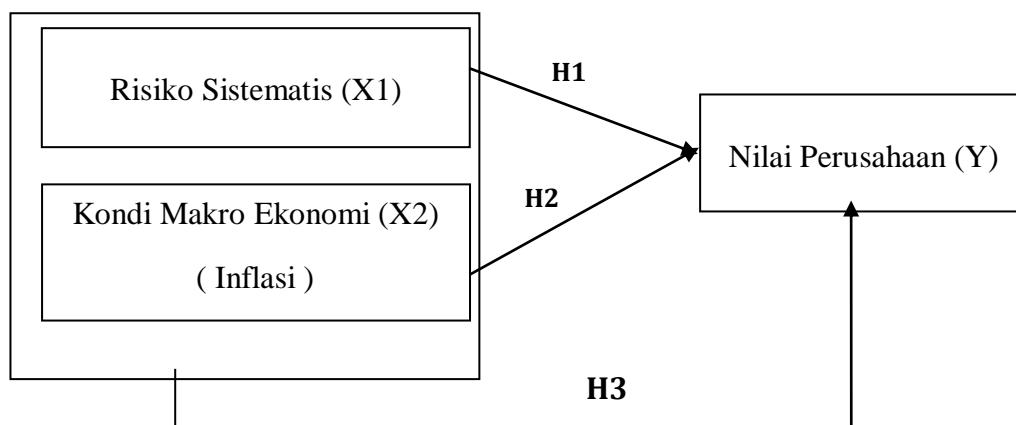 Risiko Sistematis (X1)
H1
Nilai Perusahaan (Y)
Kondi Makro Ekonomi (X2)
( Inflasi )
H2
H3